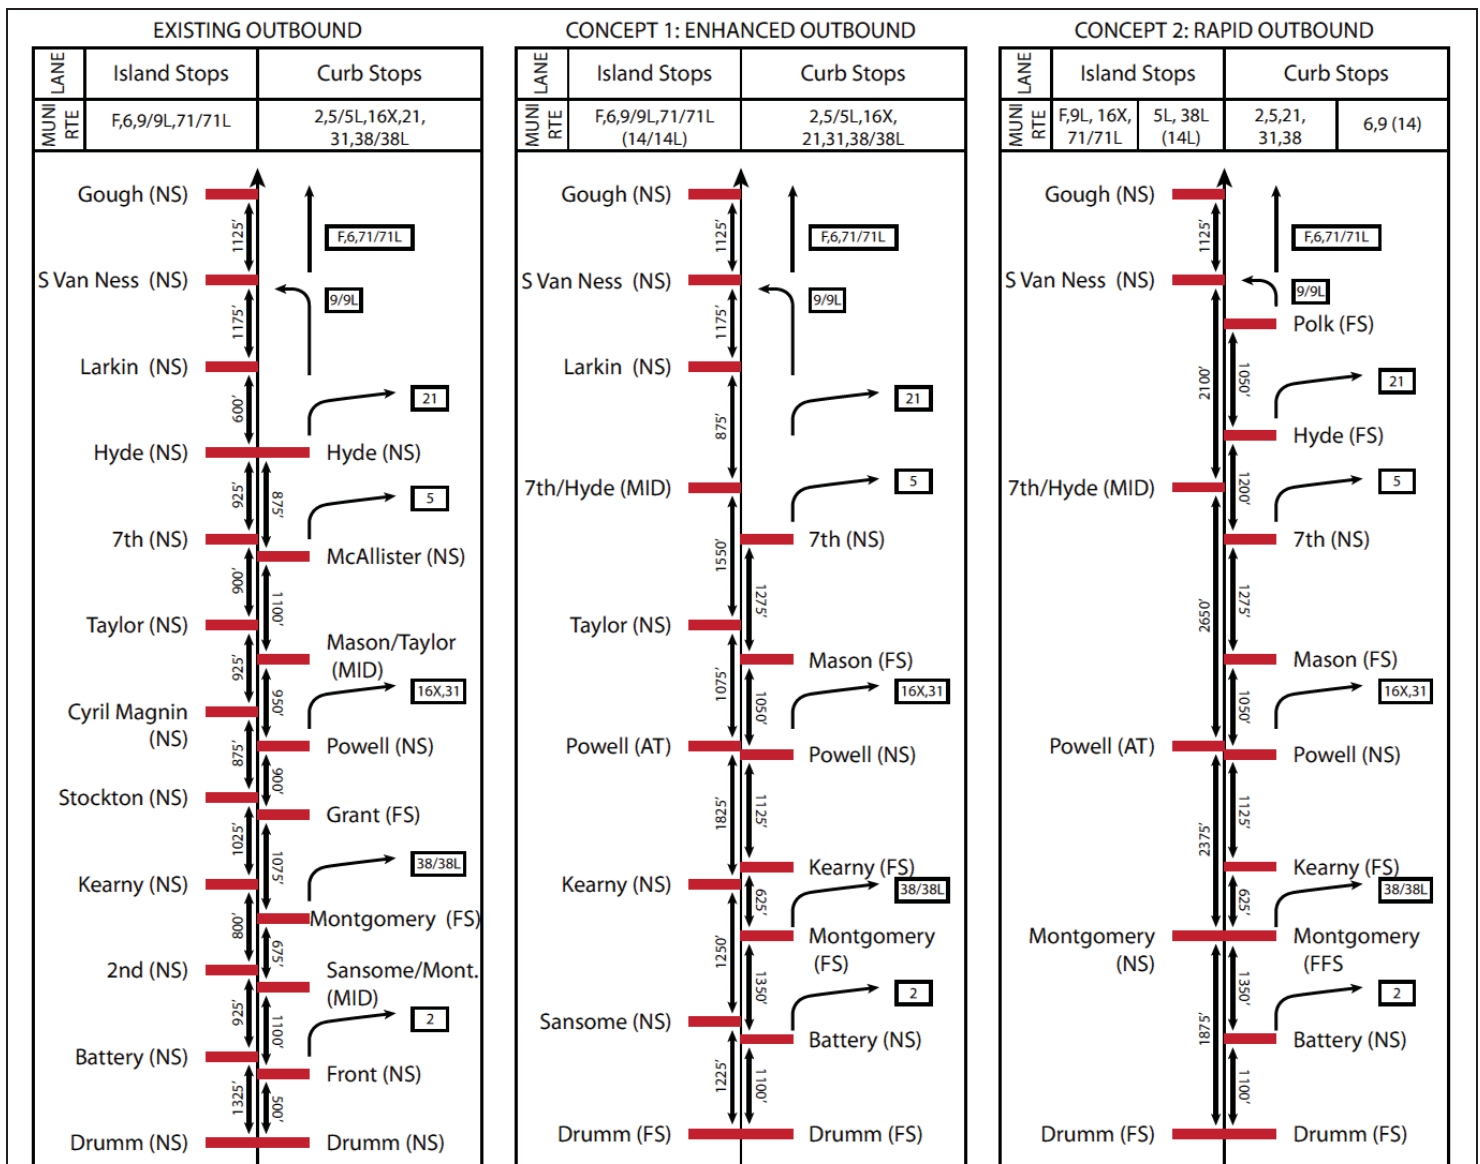 EXISTING OUTBOUND
LANE
Island Stops
Curb Stops
MUNI
RTE
F,6,9/9L,71/71L
2,5/5L,16X,21,
31,38/38L
Gough (NS)
1125'
F,6,71/71L
S Van Ness (NS)
9/9L
1175'
Larkin (NS)
21
600'
Hyde (NS)
Hyde (NS)
925'
875'
5
7th (NS)
McAllister (NS)
900'
1100'
Taylor (NS)
Mason/Taylor
(MID)
925'
950'
16X,31
Cyril Magnin
(NS)
Powell (NS)
875'
900'
Stockton (NS)
Grant (FS)
1025'
1075'
38/38L
Kearny (NS)
Montgomery (FS)
800'
675'
2nd (NS)
Sansome/Mont.
(MID)
925'
1100'
2
Battery (NS)
Front (NS)
1325'
500'
Drumm (NS)
Drumm (NS)
CONCEPT 1: ENHANCED OUTBOUND
LANE
Island Stops
Curb Stops
MUNI
RTE
F,6,9/9L,71/71L
(14/14L)
2,5/5L,16X,
21,31,38/38L
Gough (NS)
1125'
F,6,71/71L
S Van Ness (NS)
9/9L
1175'
Larkin (NS)
21
875'
7th/Hyde (MID)
5
7th (NS)
1550'
1275'
Taylor (NS)
Mason (FS)
1075'
1050'
16X,31
Powell (AT)
Powell (NS)
1825'
1125'
Kearny (FS)
Kearny (NS)
38/38L
625'
Montgomery
(FS)
1250'
1350'
2
Sansome (NS)
Battery (NS)
1225'
1100'
Drumm (FS)
Drumm (FS)
CONCEPT 2: RAPID OUTBOUND
LANE
Island Stops
Curb Stops
MUNI
RTE
F,9L, 16X,
71/71L
5L, 38L
(14L)
2,5,21,
31,38
6,9 (14)
Gough (NS)
1125'
F,6,71/71L
S Van Ness (NS)
9/9L
Polk (FS)
2100'
1050'
21
Hyde (FS)
7th/Hyde (MID)
1200'
5
7th (NS)
2650'
1275'
Mason (FS)
1050'
16X,31
Powell (AT)
Powell (NS)
2375'
1125'
Kearny (FS)
625'
38/38L
Montgomery
(NS)
Montgomery
(FFS
1875'
1350'
2
Battery (NS)
1100'
Drumm (FS)
Drumm (FS)